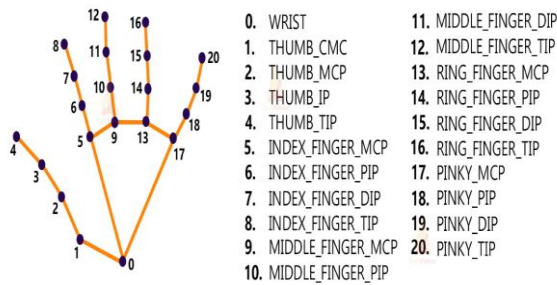 12
16
8
11
15
20
7
10
14
19
6
18
4
5
9
13
17
3
2
1
0
0. WRIST
1. THUMB_CMC
2. THUMB_MCP
3. THUMB_IP
4. THUMB_TIP
5. INDEX_FINGER_MCP
6. INDEX_FINGER_PIP
7. INDEX_FINGER_DIP
8. INDEX_FINGER_TIP
9. MIDDLE_FINGER_MCP
10. MIDDLE_FINGER_PIP
11. MIDDLE_FINGER_DIP
12. MIDDLE_FINGER_TIP
13. RING_FINGER_MCP
14. RING_FINGER_PIP
15. RING_FINGER_DIP
16. RING_FINGER_TIP
17. PINKY_MCP
18. PINKY_PIP
19. PINKY_DIP
20. PINKY_TIP